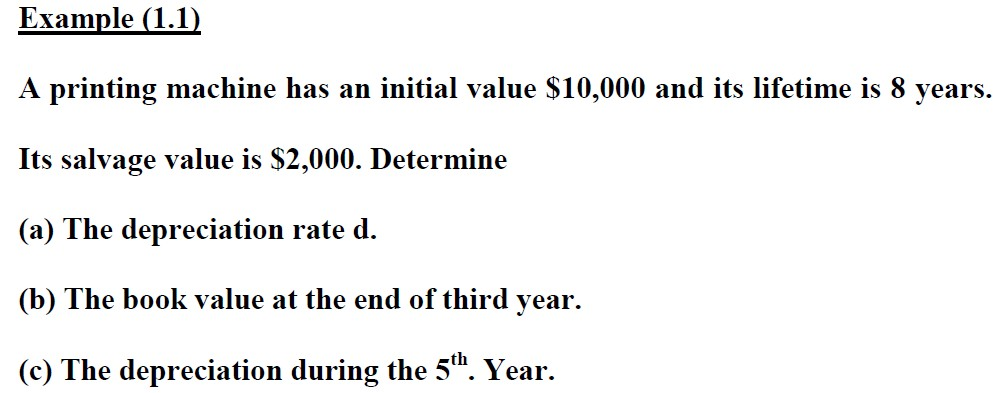 Example (1.1)
A printing machine has an initial value $10,000 and its lifetime is 8 years.
Its salvage value is $2,000. Determine
(a) The depreciation rate d.
(b) The book value at the end of third year.
(c) The depreciation during the 5th. Year.